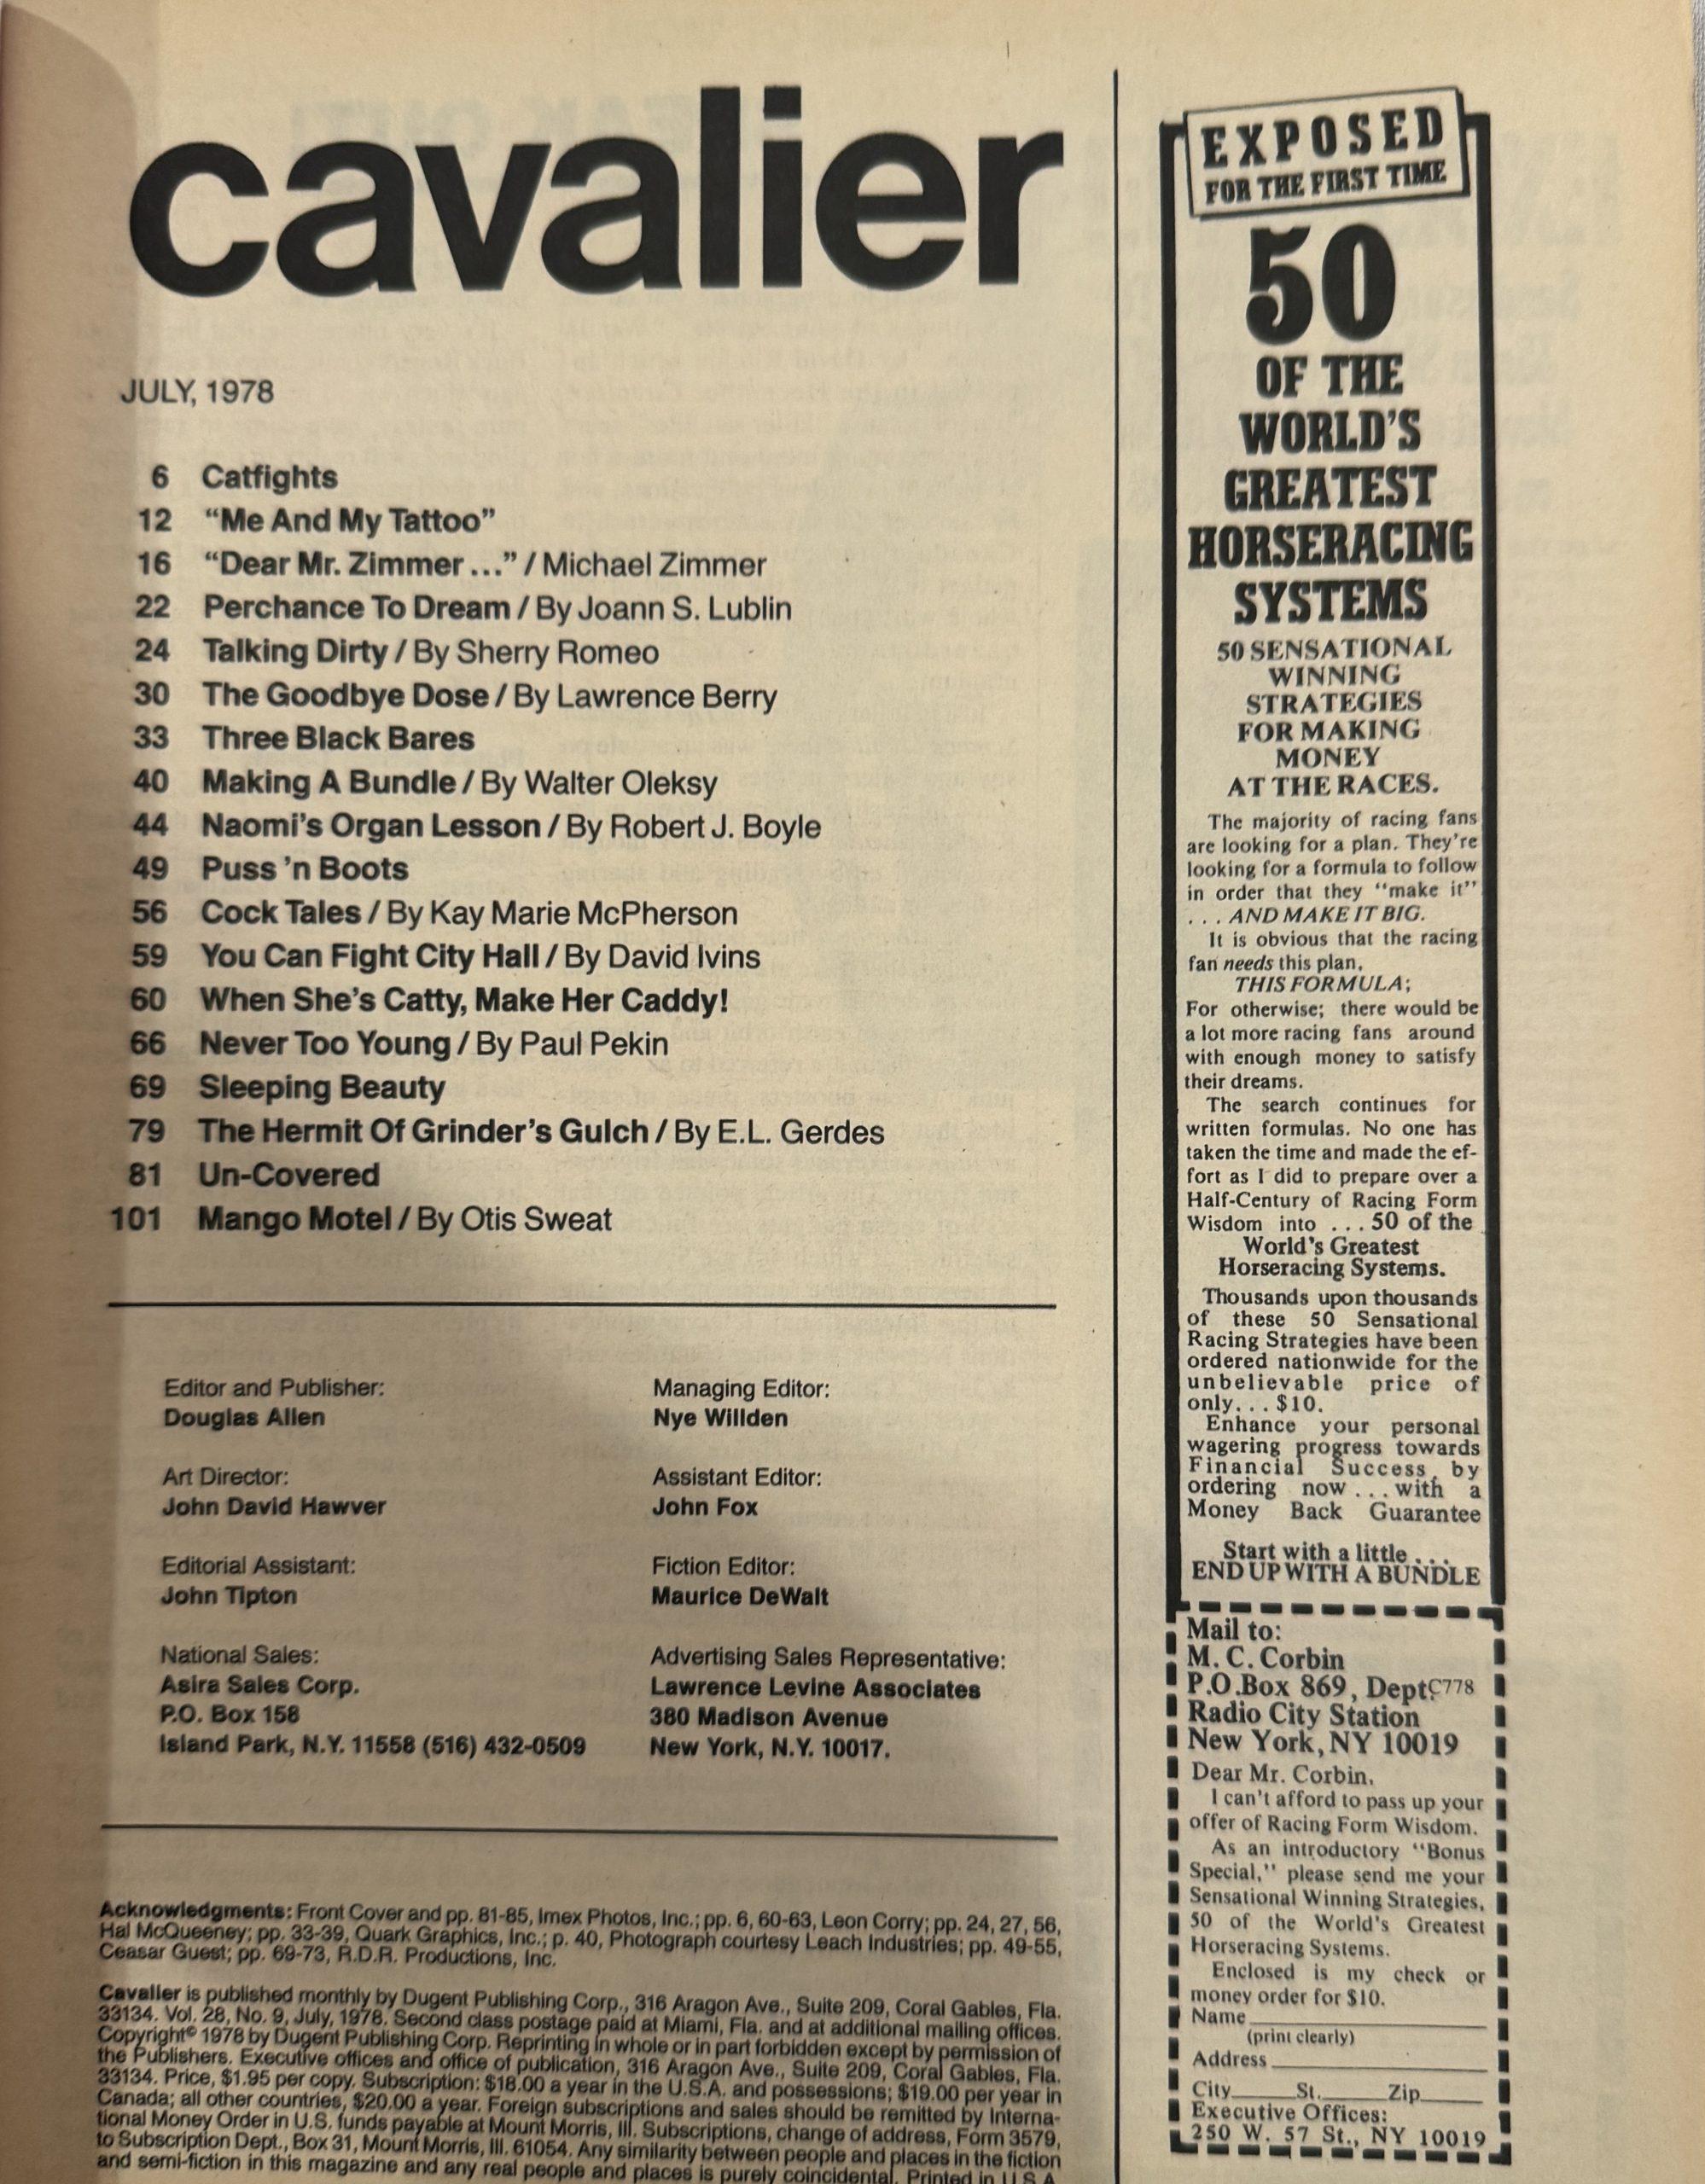 cavalier
JULY, 1978
6 Catfights
12 “Me And My Tattoo”
16 “Dear Mr. Zimmer ...” / Michael Zimmer
22 Perchance To Dream / By Joann S. Lublin
24 Talking Dirty / By Sherry Romeo
30 The Goodbye Dose / By Lawrence Berry
33 Three Black Bares
40 Making A Bundle / By Walter Oleksy
44 Naomi’s Organ Lesson / By Robert J. Boyle
49 Puss ’n Boots
56 Cock Tales / By Kay Marie McPherson
59 You Can Fight City Hall / By David Ivins
60 When She’s Catty, Make Her Caddy!
66 Never Too Young / By Paul Pekin
69 Sleeping Beauty
79 The Hermit Of Grinder’s Gulch / By E.L. Gerdes
81 Un-Covered
101 Mango Motel / By Otis Sweat
Editor and Publisher:
Douglas Allen
Managing Editor:
Nye Willden
Art Director:
John David Hawver
Assistant Editor:
John Fox
Editorial Assistant:
John Tipton
Fiction Editor:
Maurice DeWalt
National Sales:
Asira Sales Corp.
P.O. Box 158
Island Park, N.Y. 11558 (516) 432-0509
Advertising Sales Representative:
Lawrence Levine Associates
380 Madison Avenue
New York, N.Y. 10017.
Acknowledgments: Front Cover and pp. 81-85, Imex Photos, Inc.; pp. 6, 60-63, Leon Corry; pp. 24, 27, 56,
Hal McQueeney; pp. 33-39, Quark Graphics, Inc.; p. 40, Photograph courtesy Leach Industries; pp. 49-55,
Ceasar Guest; pp. 69-73, R.D.R. Productions, Inc.
Cavalier is published monthly by Dugent Publishing Corp., 316 Aragon Ave., Suite 209, Coral Gables, Fla.
33134. Vol. 28, No. 9, July, 1978. Second class postage paid at Miami, Fla. and at additional mailing offices.
Copyright© 1978 by Dugent Publishing Corp. Reprinting in whole or in part forbidden except by permission of
the Publishers. Executive offices and office of publication, 316 Aragon Ave., Suite 209, Coral Gables, Fla.
33134. Price, $1.95 per copy. Subscription: $18.00 a year in the U.S.A. and possessions; $19.00 per year in
Canada; all other countries, $20.00 a year. Foreign subscriptions and sales should be remitted by Interna-
tional Money Order in U.S. funds payable at Mount Morris, Ill. Subscriptions, change of address, Form 3579,
to Subscription Dept., Box 31, Mount Morris, Ill. 61054. Any similarity between people and places in the fiction
and semi-fiction in this magazine and any real people and places is purely coincidental. Printed in U.S.A.
EXPOSED
FOR THE FIRST TIME
50
OF THE
WORLD’S
GREATEST
HORSERACING
SYSTEMS
50 SENSATIONAL
WINNING
STRATEGIES
FOR MAKING
MONEY
AT THE RACES.
The majority of racing fans
are looking for a plan. They’re
looking for a formula to follow
in order that they “make it”
. . . AND MAKE IT BIG.
It is obvious that the racing
fan needs this plan,
THIS FORMULA;
For otherwise; there would be
a lot more racing fans around
with enough money to satisfy
their dreams.
The search continues for
written formulas. No one has
taken the time and made the ef-
fort as I did to prepare over a
Half-Century of Racing Form
Wisdom into . . . 50 of the
World’s Greatest
Horseracing Systems.
Thousands upon thousands
of these 50 Sensational
Racing Strategies have been
ordered nationwide for the
unbelievable price of
only. . . $10.
Enhance your personal
wagering progress towards
Financial Success by
ordering now . . . with a
Money Back Guarantee
Start with a little . . .
END UP WITH A BUNDLE
Mail to:
M. C. Corbin
P.O.Box 869, Dept. C778
Radio City Station
New York, NY 10019
Dear Mr. Corbin,
I can’t afford to pass up your
offer of Racing Form Wisdom.
As an introductory “Bonus
Special,” please send me your
Sensational Winning Strategies,
50 of the World’s Greatest
Horseracing Systems.
Enclosed is my check or
money order for $10.
Name
(print clearly)
Address
City St. Zip
Executive Offices:
250 W. 57 St., NY 10019